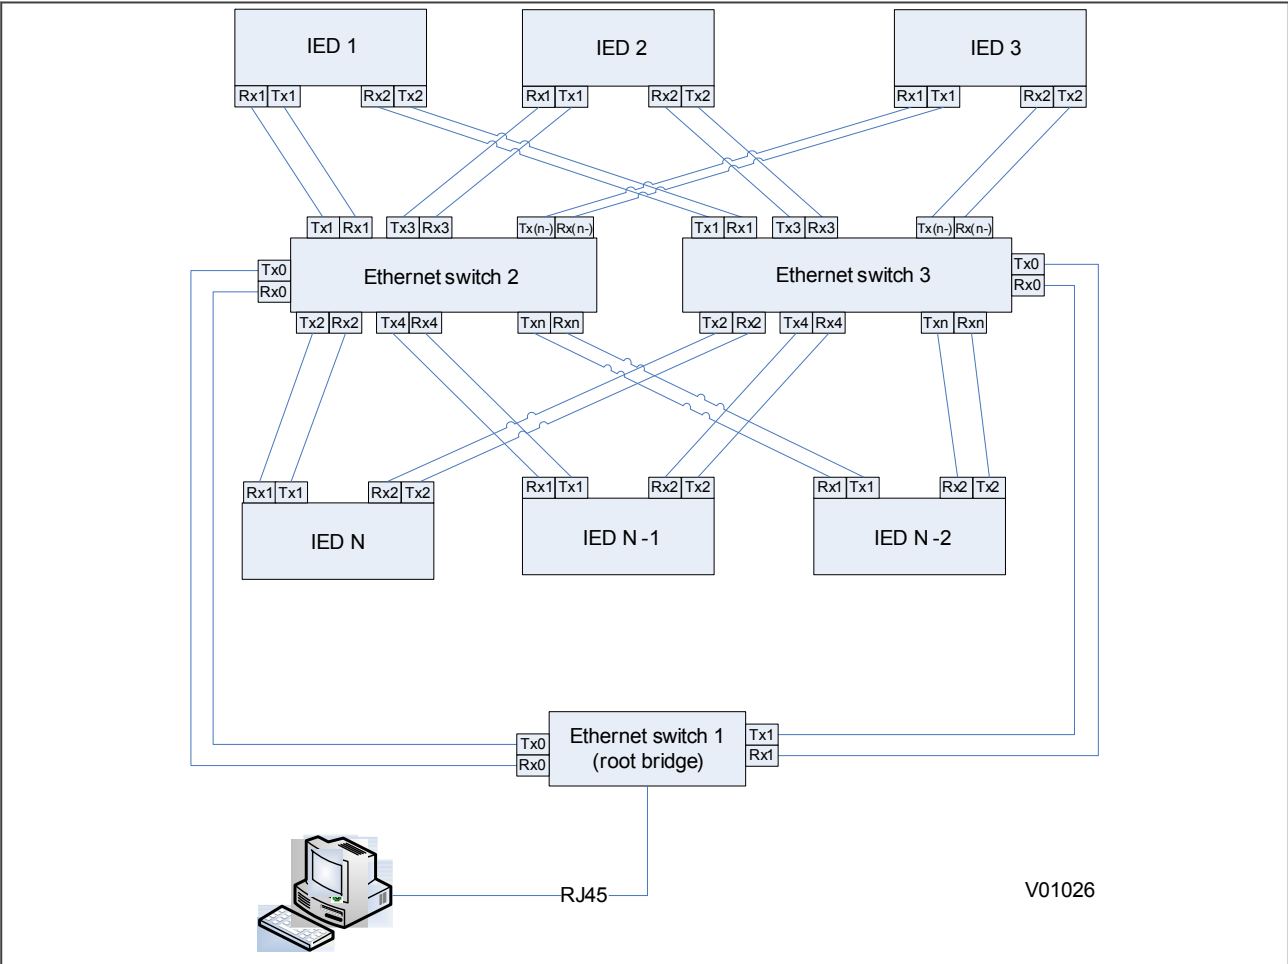 IED 1
IED 2
IED 3
Rx1 Tx1
Rx2 Tx2
Rx1 Tx1
Rx2 Tx2
Rx1 Tx1
Rx2 Tx2
Tx1 Rx1
Tx3 Rx3
Tx(n-) Rx(n-)
Tx1 Rx1
Tx3 Rx3
Tx(n-) Rx(n-)
Tx0
Rx0
Ethernet switch 2
Ethernet switch 3
Tx0
Rx0
Tx2 Rx2
Tx4 Rx4
Txn Rxn
Tx2 Rx2
Tx4 Rx4
Txn Rxn
Rx1 Tx1
Rx2 Tx2
Rx1 Tx1
Rx2 Tx2
Rx1 Tx1
Rx2 Tx2
IED N
IED N -1
IED N -2
Tx0
Rx0
Ethernet switch 1
(root bridge)
Tx1
Rx1
RJ45
V01026